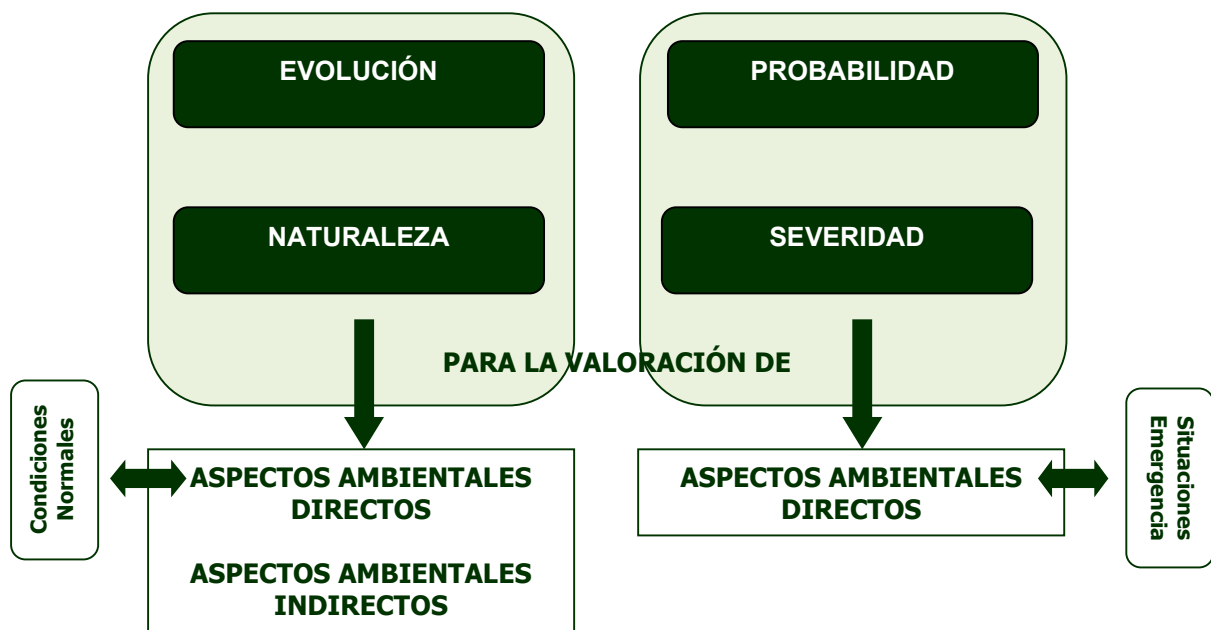 EVOLUCIÓN
PROBABILIDAD
NATURALEZA
SEVERIDAD
PARA LA VALORACIÓN DE
Condiciones
Normales
ASPECTOS AMBIENTALES
DIRECTOS
ASPECTOS AMBIENTALES
INDIRECTOS
ASPECTOS AMBIENTALES
DIRECTOS
Situaciones
Emergencia